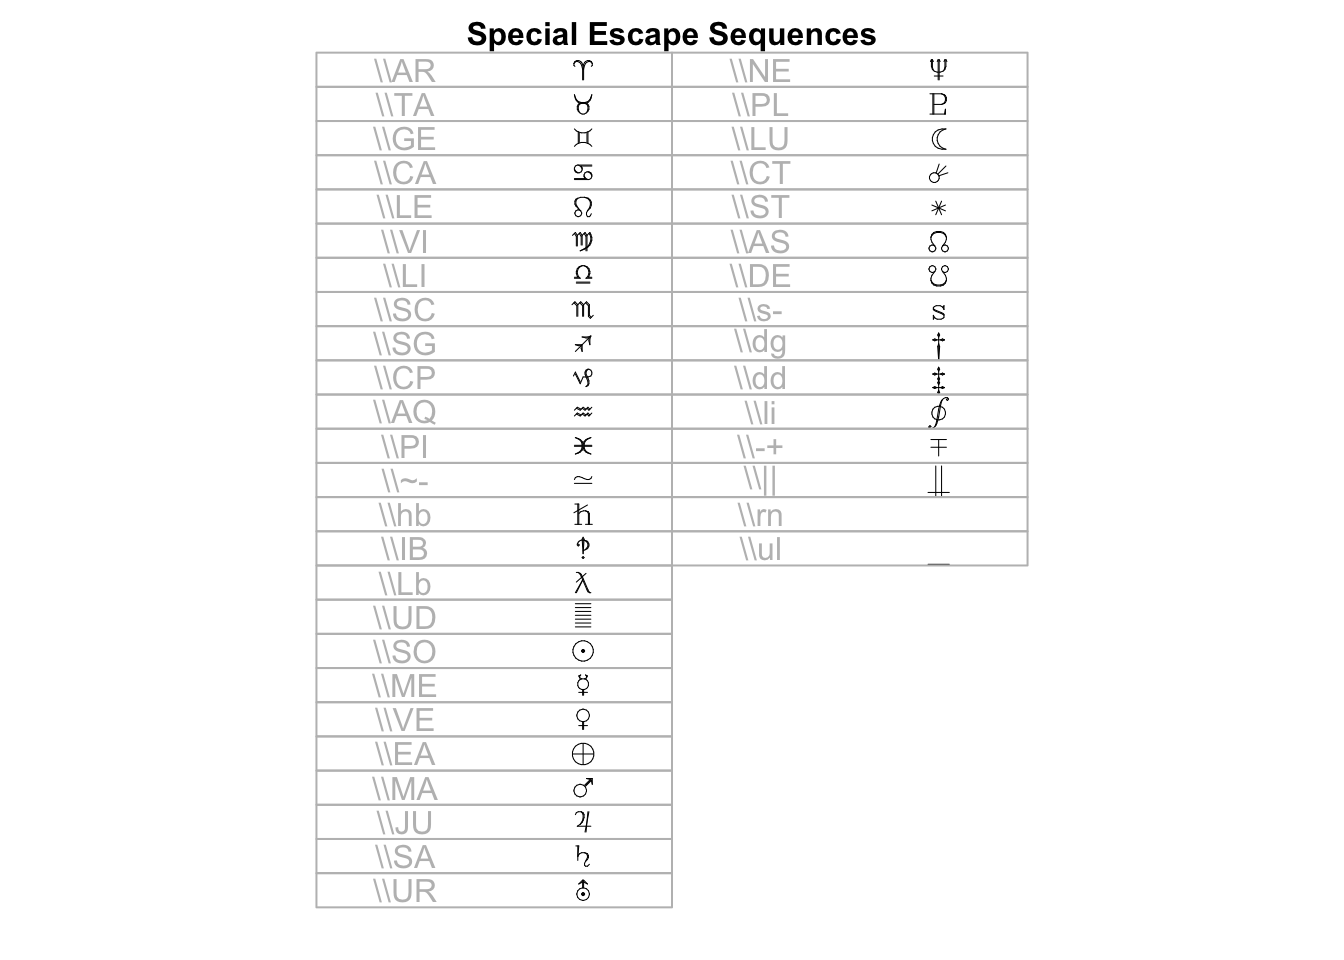 Special Escape Sequences
\\AR ♈ \\NE ♆
\\TA ♉ \\PL ♇
\\GE ♊ \\LU ☾
\\CA ♋ \\CT ☄
\\LE ♌ \\ST ∗
\\VI ♍ \\AS ☊
\\LI ♎ \\DE ☋
\\SC ♏ \\s- s
\\SG ♐ \\dg †
\\CP ♑ \\dd ‡
\\AQ ♒ \\li ∮
\\PI ♓ \\-+ ∓
\\~- ≃ \\|| ⫫
\\hb ℏ \\rn
\\IB ‽ \\ul _
\\Lb ƛ
\\UD
\\SO ☉
\\ME ☿
\\VE ♀
\\EA ⊕
\\MA ♂
\\JU ♃
\\SA ♄
\\UR ⛢